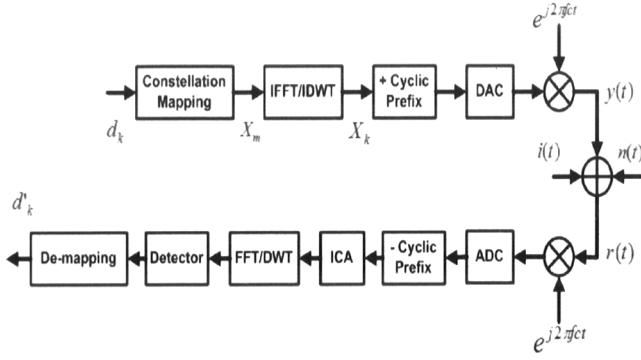 e^{j2πfct}
Constellation Mapping
IFFT/IDWT
+ Cyclic Prefix
DAC
d_k
X_m
X_k
y(t)
i(t)
n(t)
d'_k
De-mapping
Detector
FFT/DWT
ICA
- Cyclic Prefix
ADC
r(t)
e^{j2πfct}